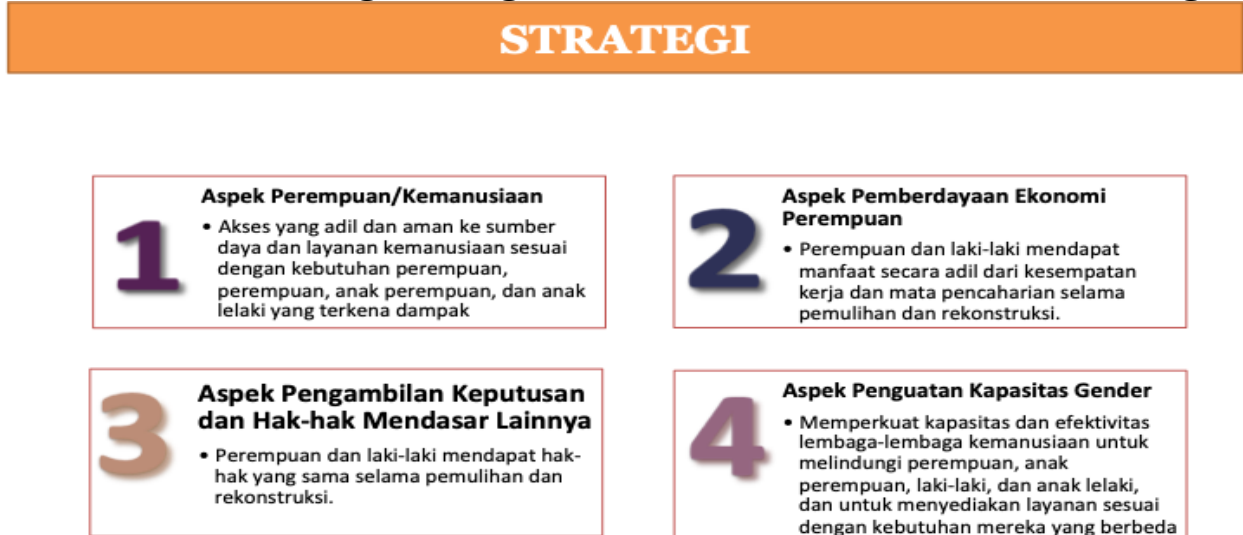 STRATEGI
1
Aspek Perempuan/Kemanusiaan
• Akses yang adil dan aman ke sumber
daya dan layanan kemanusiaan sesuai
dengan kebutuhan perempuan,
perempuan, anak perempuan, dan anak
lelaki yang terkena dampak
2
Aspek Pemberdayaan Ekonomi
Perempuan
• Perempuan dan laki-laki mendapat
manfaat secara adil dari kesempatan
kerja dan mata pencaharian selama
pemulihan dan rekonstruksi.
3
Aspek Pengambilan Keputusan
dan Hak-hak Mendasar Lainnya
• Perempuan dan laki-laki mendapat hak-
hak yang sama selama pemulihan dan
rekonstruksi.
4
Aspek Penguatan Kapasitas Gender
• Memperkuat kapasitas dan efektivitas
lembaga-lembaga kemanusiaan untuk
melindungi perempuan, anak
perempuan, laki-laki, dan anak lelaki,
dan untuk menyediakan layanan sesuai
dengan kebutuhan mereka yang berbeda